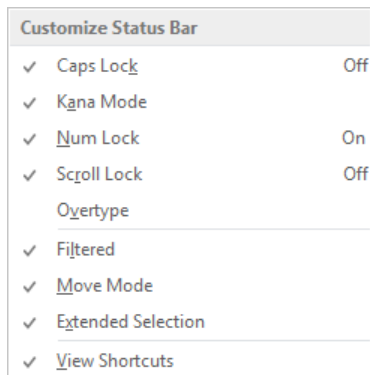 Customize Status Bar
Caps Lock Off
Kana Mode
Num Lock On
Scroll Lock Off
Overtype
Filtered
Move Mode
Extended Selection
View Shortcuts